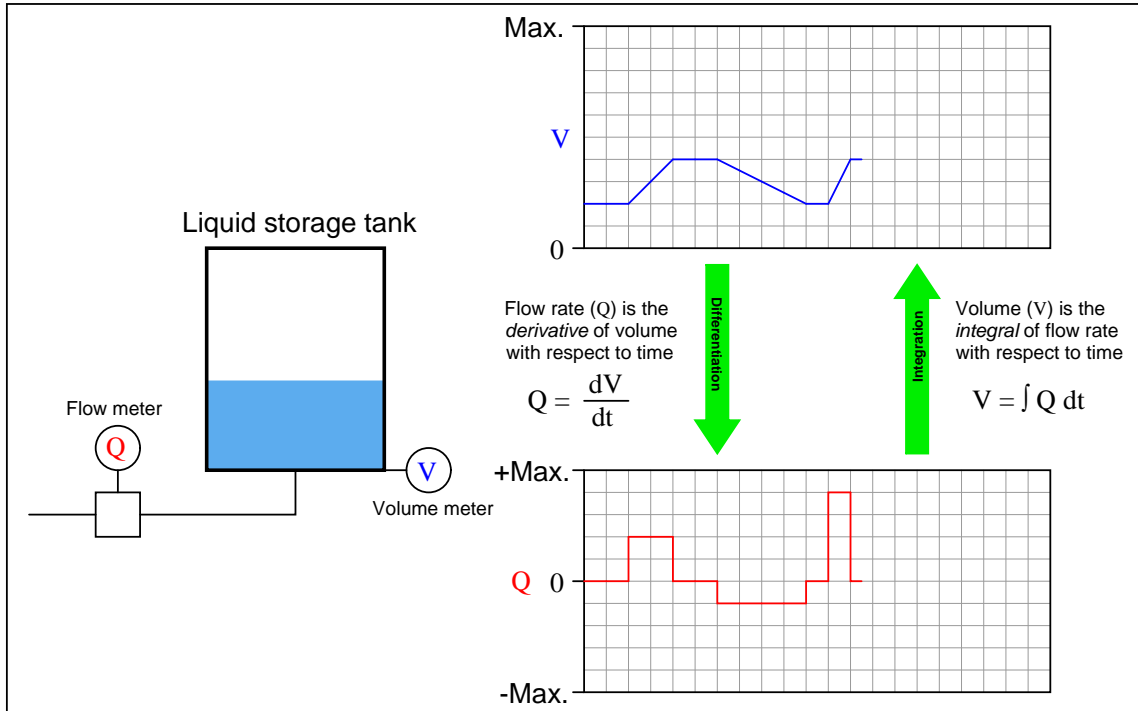 Max.
V
0
Liquid storage tank
Flow meter
Q
V
Volume meter
Flow rate (Q) is the
derivative of volume
with respect to time
Q = dV
dt
Differentiation
Integration
Volume (V) is the
integral of flow rate
with respect to time
V = ∫ Q dt
+Max.
Q 0
-Max.